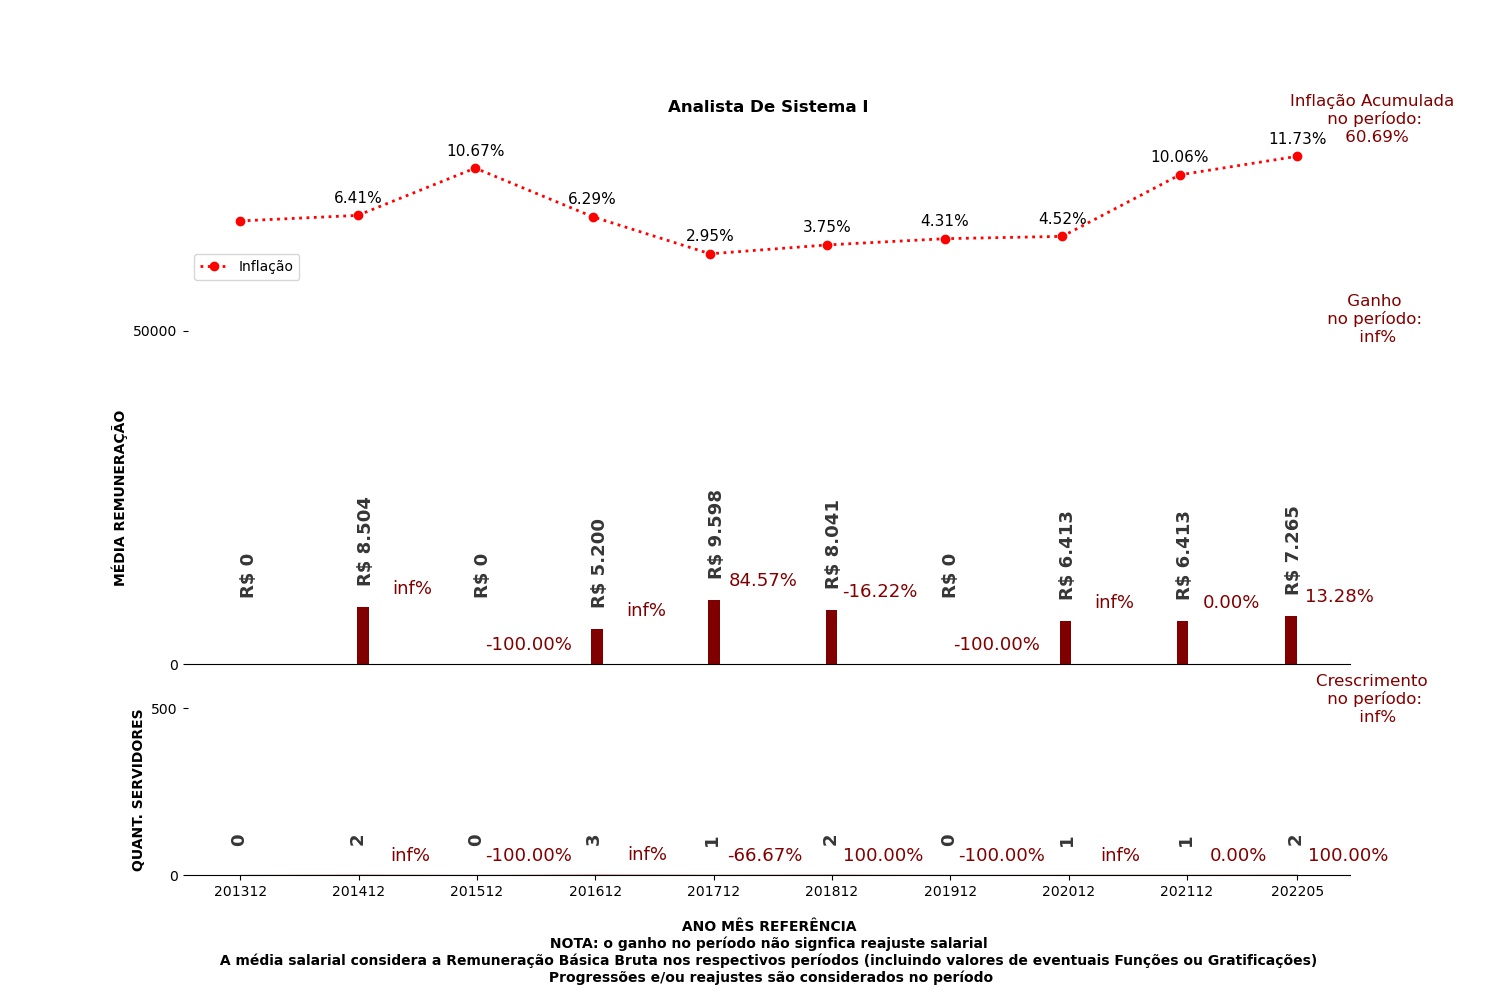 Analista De Sistema I
Inflação Acumulada
no período:
60.69%
6.41%
10.67%
6.29%
2.95%
3.75%
4.31%
4.52%
10.06%
11.73%
Inflação
Ganho
no período:
inf%
50000
0
MÉDIA REMUNERAÇÃO
R$ 0
R$ 8.504
R$ 0
R$ 5.200
R$ 9.598
R$ 8.041
R$ 0
R$ 6.413
R$ 6.413
R$ 7.265
inf%
-100.00%
inf%
84.57%
-16.22%
-100.00%
inf%
0.00%
13.28%
Crescrimento
no período:
inf%
500
0
QUANT. SERVIDORES
0
2
0
3
1
2
0
1
1
2
inf%
-100.00%
inf%
-66.67%
100.00%
-100.00%
inf%
0.00%
100.00%
201312
201412
201512
201612
201712
201812
201912
202012
202112
202205
ANO MÊS REFERÊNCIA
NOTA: o ganho no período não signfica reajuste salarial
A média salarial considera a Remuneração Básica Bruta nos respectivos períodos (incluindo valores de eventuais Funções ou Gratificações)
Progressões e/ou reajustes são considerados no período